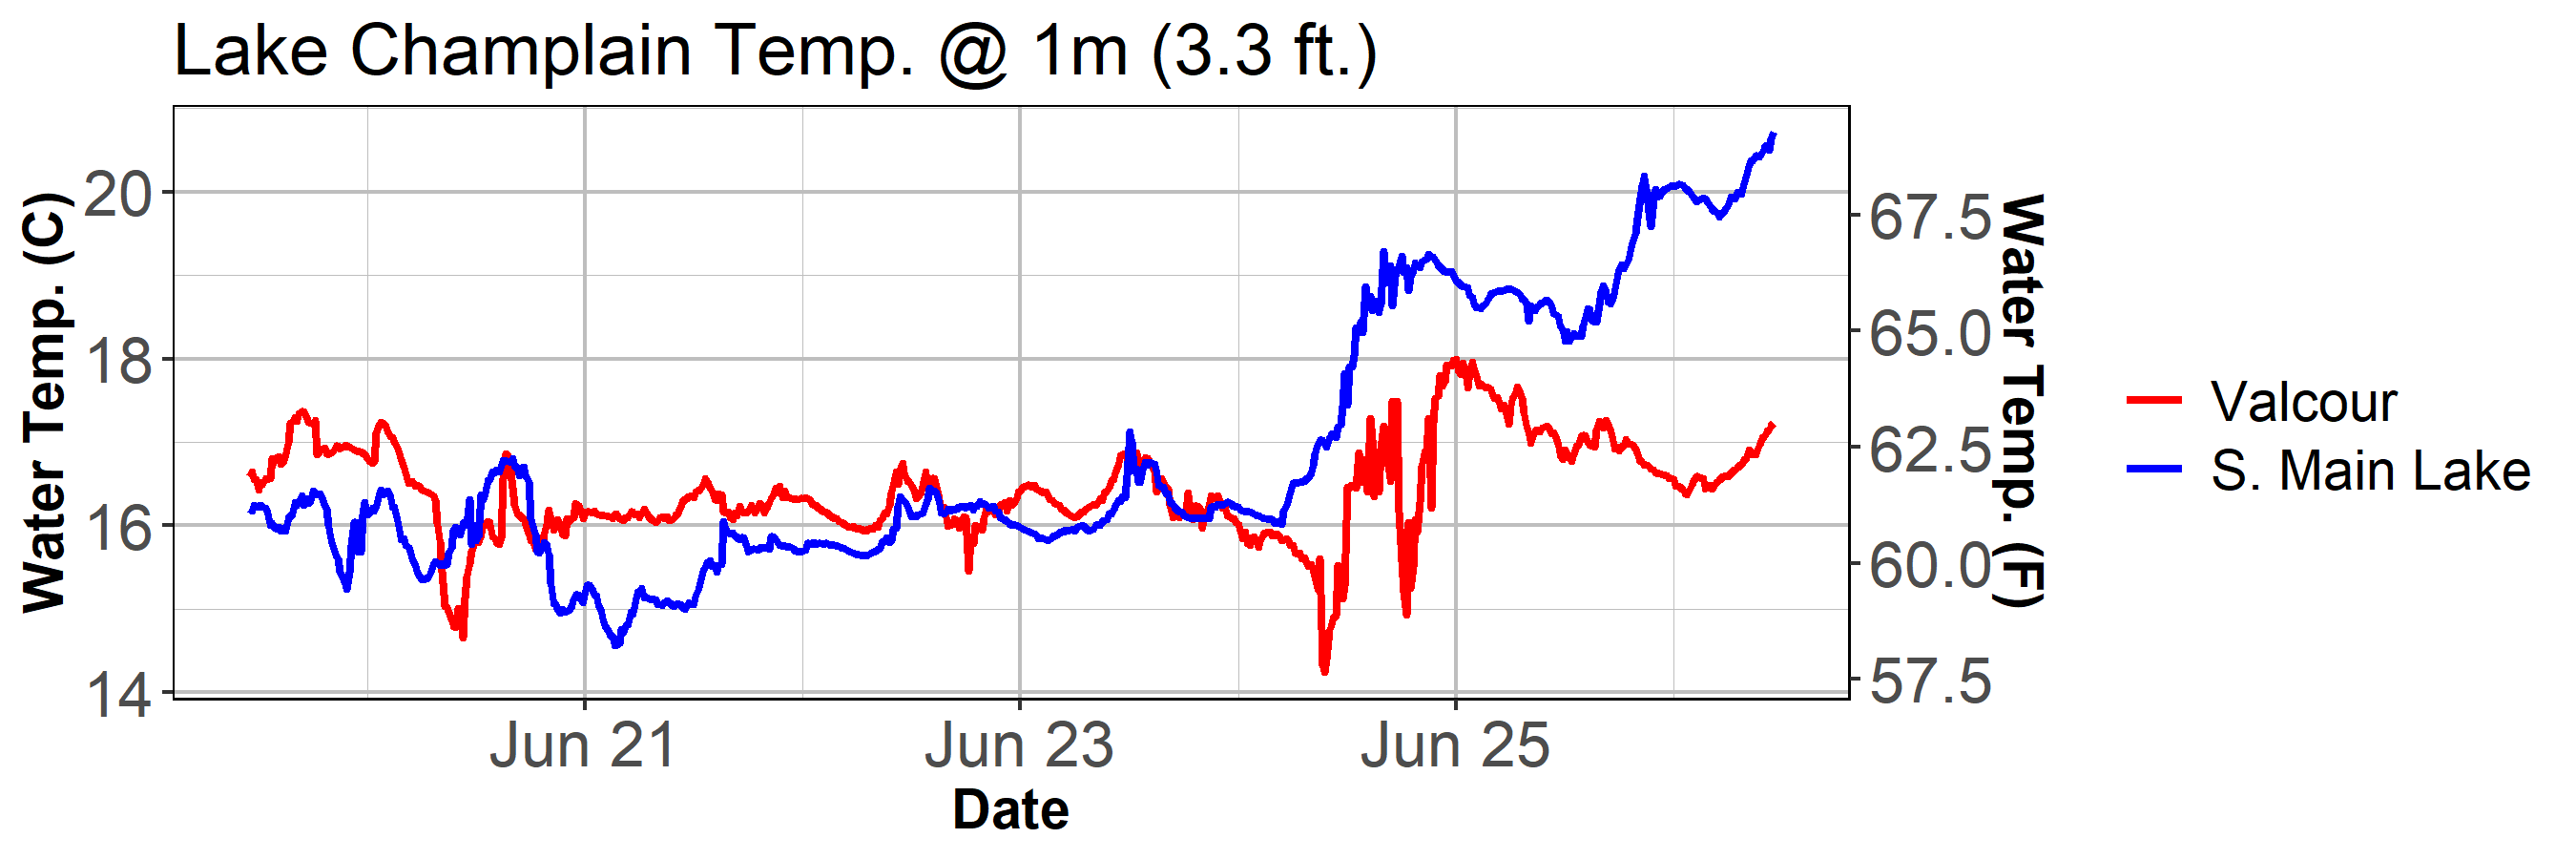 Lake Champlain Temp. @ 1m (3.3 ft.)
Water Temp. (C)
20
18
16
14
67.5
65.0
62.5
60.0
57.5
Water Temp. (F)
Jun 21
Jun 23
Jun 25
Date
Valcour
S. Main Lake